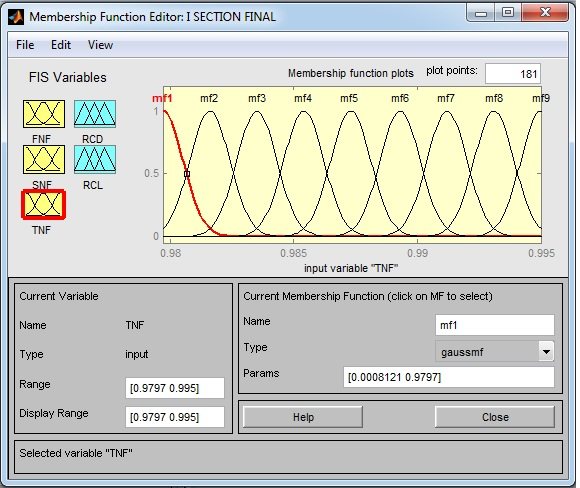 Membership Function Editor: I SECTION FINAL
File Edit View
FIS Variables
Membership function plots plot points: 181
FNF RCD
SNF RCL
TNF
mf1 mf2 mf3 mf4 mf5 mf6 mf7 mf8 mf9
1
0.5
0
0.98 0.985 0.99 0.995
input variable "TNF"
Current Variable
Name TNF
Type input
Range [0.9797 0.995]
Display Range [0.9797 0.995]
Current Membership Function (click on MF to select)
Name mf1
Type gaussmf
Params [0.0008121 0.9797]
Help Close
Selected variable "TNF"